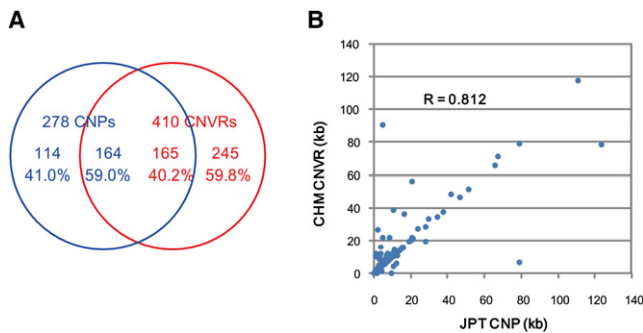 A
278 CNPs 410 CNVRs
114 164 165 245
41.0% 59.0% 40.2% 59.8%
B
R = 0.812
CHM CNVR (kb)
140
120
100
80
60
40
20
0
0 20 40 60 80 100 120 140
JPT CNP (kb)